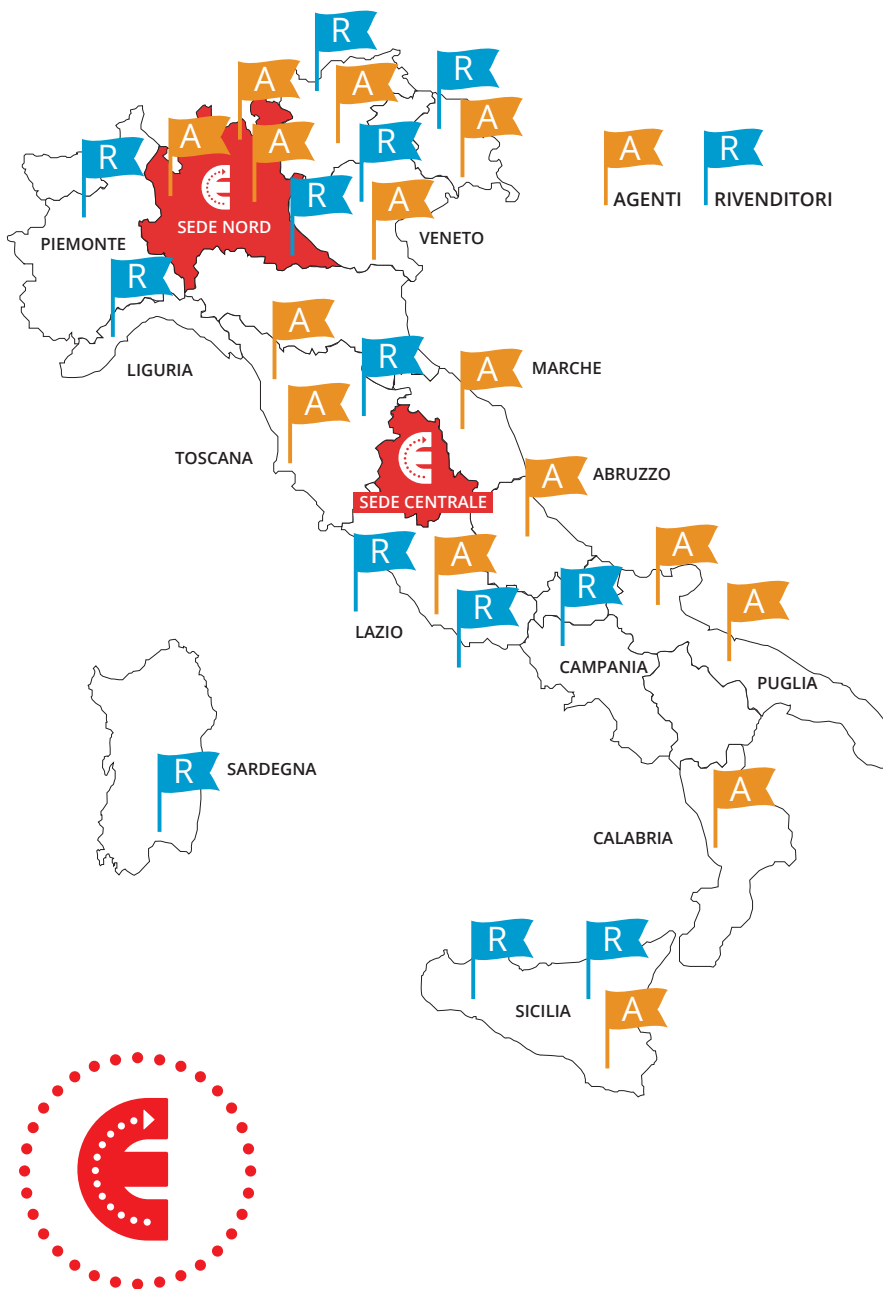 R
A
A
R
A
A
A
R
R
R
A
A
AGENTI
R
RIVENDITORI
R
A
SEDE NORD
PIEMONTE
VENETO
R
A
LIGURIA
R
A
MARCHE
A
TOSCANA
A
ABRUZZO
SEDE CENTRALE
R
A
A
R
R
A
LAZIO
CAMPANIA
PUGLIA
R
SARDEGNA
A
CALABRIA
R
R
SICILIA
A